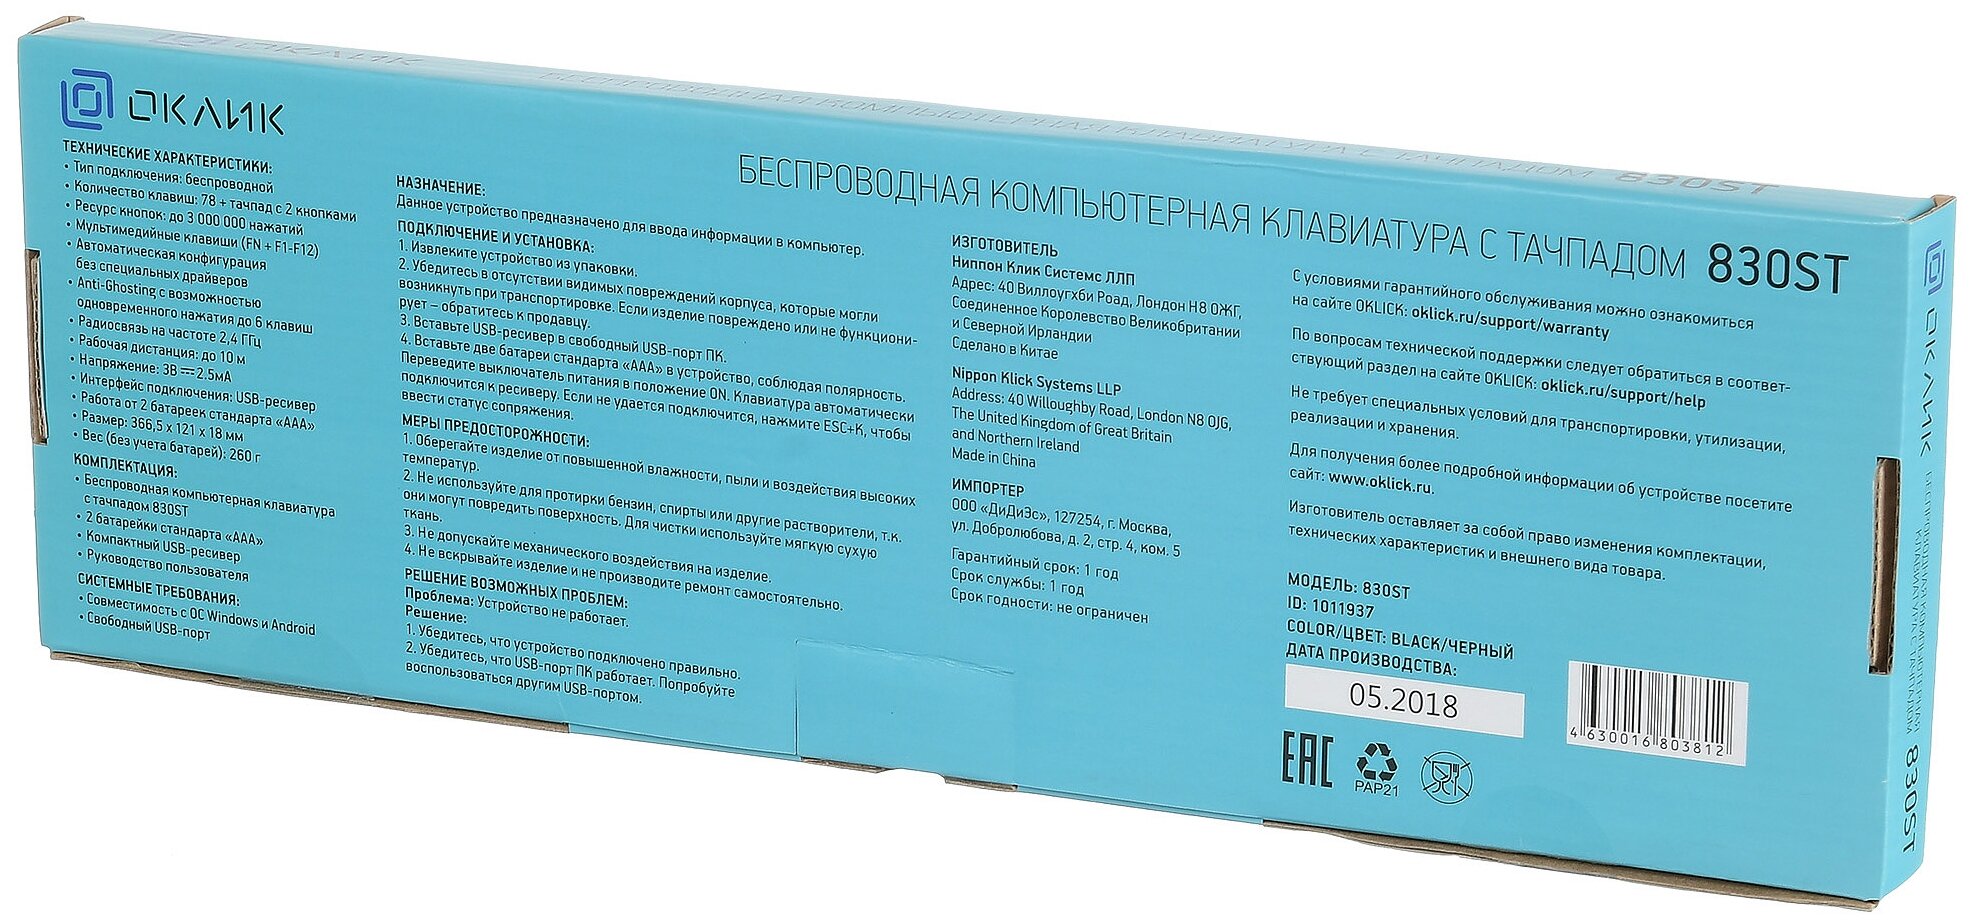 ОКЛИК
БЕСПРОВОДНАЯ КОМПЬЮТЕРНАЯ КЛАВИАТУРА С ТАЧПАДОМ 830ST
ОКЛИК
ТЕХНИЧЕСКИЕ ХАРАКТЕРИСТИКИ:
• Тип подключения: беспроводной
• Количество клавиш: 78 + тачпад с 2 кнопками
• Ресурс кнопок: до 3 000 000 нажатий
• Мультимедийные клавиши (FN + F1-F12)
• Автоматическая конфигурация
без специальных драйверов
• Anti-Ghosting с возможностью
одновременного нажатия до 6 клавиш
• Радиосвязь на частоте 2,4 ГГц
• Рабочая дистанция: до 10 м
• Напряжение: 3В ⎓ 2.5мА
• Интерфейс подключения: USB-ресивер
• Работа от 2 батареек стандарта «ААА»
• Размер: 366,5 x 121 x 18 мм
• Вес (без учета батарей): 260 г
КОМПЛЕКТАЦИЯ:
• Беспроводная компьютерная клавиатура
с тачпадом 830ST
• 2 батарейки стандарта «ААА»
• Компактный USB-ресивер
• Руководство пользователя
СИСТЕМНЫЕ ТРЕБОВАНИЯ:
• Совместимость с ОС Windows и Android
• Свободный USB-порт
НАЗНАЧЕНИЕ:
Данное устройство предназначено для ввода информации в компьютер.
ПОДКЛЮЧЕНИЕ И УСТАНОВКА:
1. Извлеките устройство из упаковки.
2. Убедитесь в отсутствии видимых повреждений корпуса, которые могли
возникнуть при транспортировке. Если изделие повреждено или не функциони-
рует – обратитесь к продавцу.
3. Вставьте USB-ресивер в свободный USB-порт ПК.
4. Вставьте две батареи стандарта «ААА» в устройство, соблюдая полярность.
Переведите выключатель питания в положение ON. Клавиатура автоматически
подключится к ресиверу. Если не удается подключится, нажмите ESC+K, чтобы
ввести статус сопряжения.
МЕРЫ ПРЕДОСТОРОЖНОСТИ:
1. Оберегайте изделие от повышенной влажности, пыли и воздействия высоких
температур.
2. Не используйте для протирки бензин, спирты или другие растворители, т.к.
они могут повредить поверхность. Для чистки используйте мягкую сухую
ткань.
3. Не допускайте механического воздействия на изделие.
4. Не вскрывайте изделие и не производите ремонт самостоятельно.
РЕШЕНИЕ ВОЗМОЖНЫХ ПРОБЛЕМ:
Проблема: Устройство не работает.
Решение:
1. Убедитесь, что устройство подключено правильно.
2. Убедитесь, что USB-порт ПК работает. Попробуйте
воспользоваться другим USB-портом.
БЕСПРОВОДНАЯ КОМПЬЮТЕРНАЯ КЛАВИАТУРА С ТАЧПАДОМ 830ST
ИЗГОТОВИТЕЛЬ
Ниппон Клик Системс ЛЛП
Адрес: 40 Виллоугхби Роад, Лондон Н8 0ЖГ,
Соединенное Королевство Великобритании
и Северной Ирландии
Сделано в Китае
Nippon Klick Systems LLP
Address: 40 Willoughby Road, London N8 0JG,
The United Kingdom of Great Britain
and Northern Ireland
Made in China
ИМПОРТЕР
ООО «ДиДиЭс», 127254, г. Москва,
ул. Добролюбова, д. 2, стр. 4, ком. 5
Гарантийный срок: 1 год
Срок службы: 1 год
Срок годности: не ограничен
С условиями гарантийного обслуживания можно ознакомиться
на сайте OKLICK: oklick.ru/support/warranty
По вопросам технической поддержки следует обратиться в соответ-
ствующий раздел на сайте OKLICK: oklick.ru/support/help
Не требует специальных условий для транспортировки, утилизации,
реализации и хранения.
Для получения более подробной информации об устройстве посетите
сайт: www.oklick.ru.
Изготовитель оставляет за собой право изменения комплектации,
технических характеристик и внешнего вида товара.
МОДЕЛЬ: 830ST
ID: 1011937
COLOR/ЦВЕТ: BLACK/ЧЕРНЫЙ
ДАТА ПРОИЗВОДСТВА:
05.2018
4 630016 803812
EAC
PAP21
ОКЛИК
БЕСПРОВОДНАЯ КОМПЬЮТЕРНАЯ
КЛАВИАТУРА С ТАЧПАДОМ
830ST